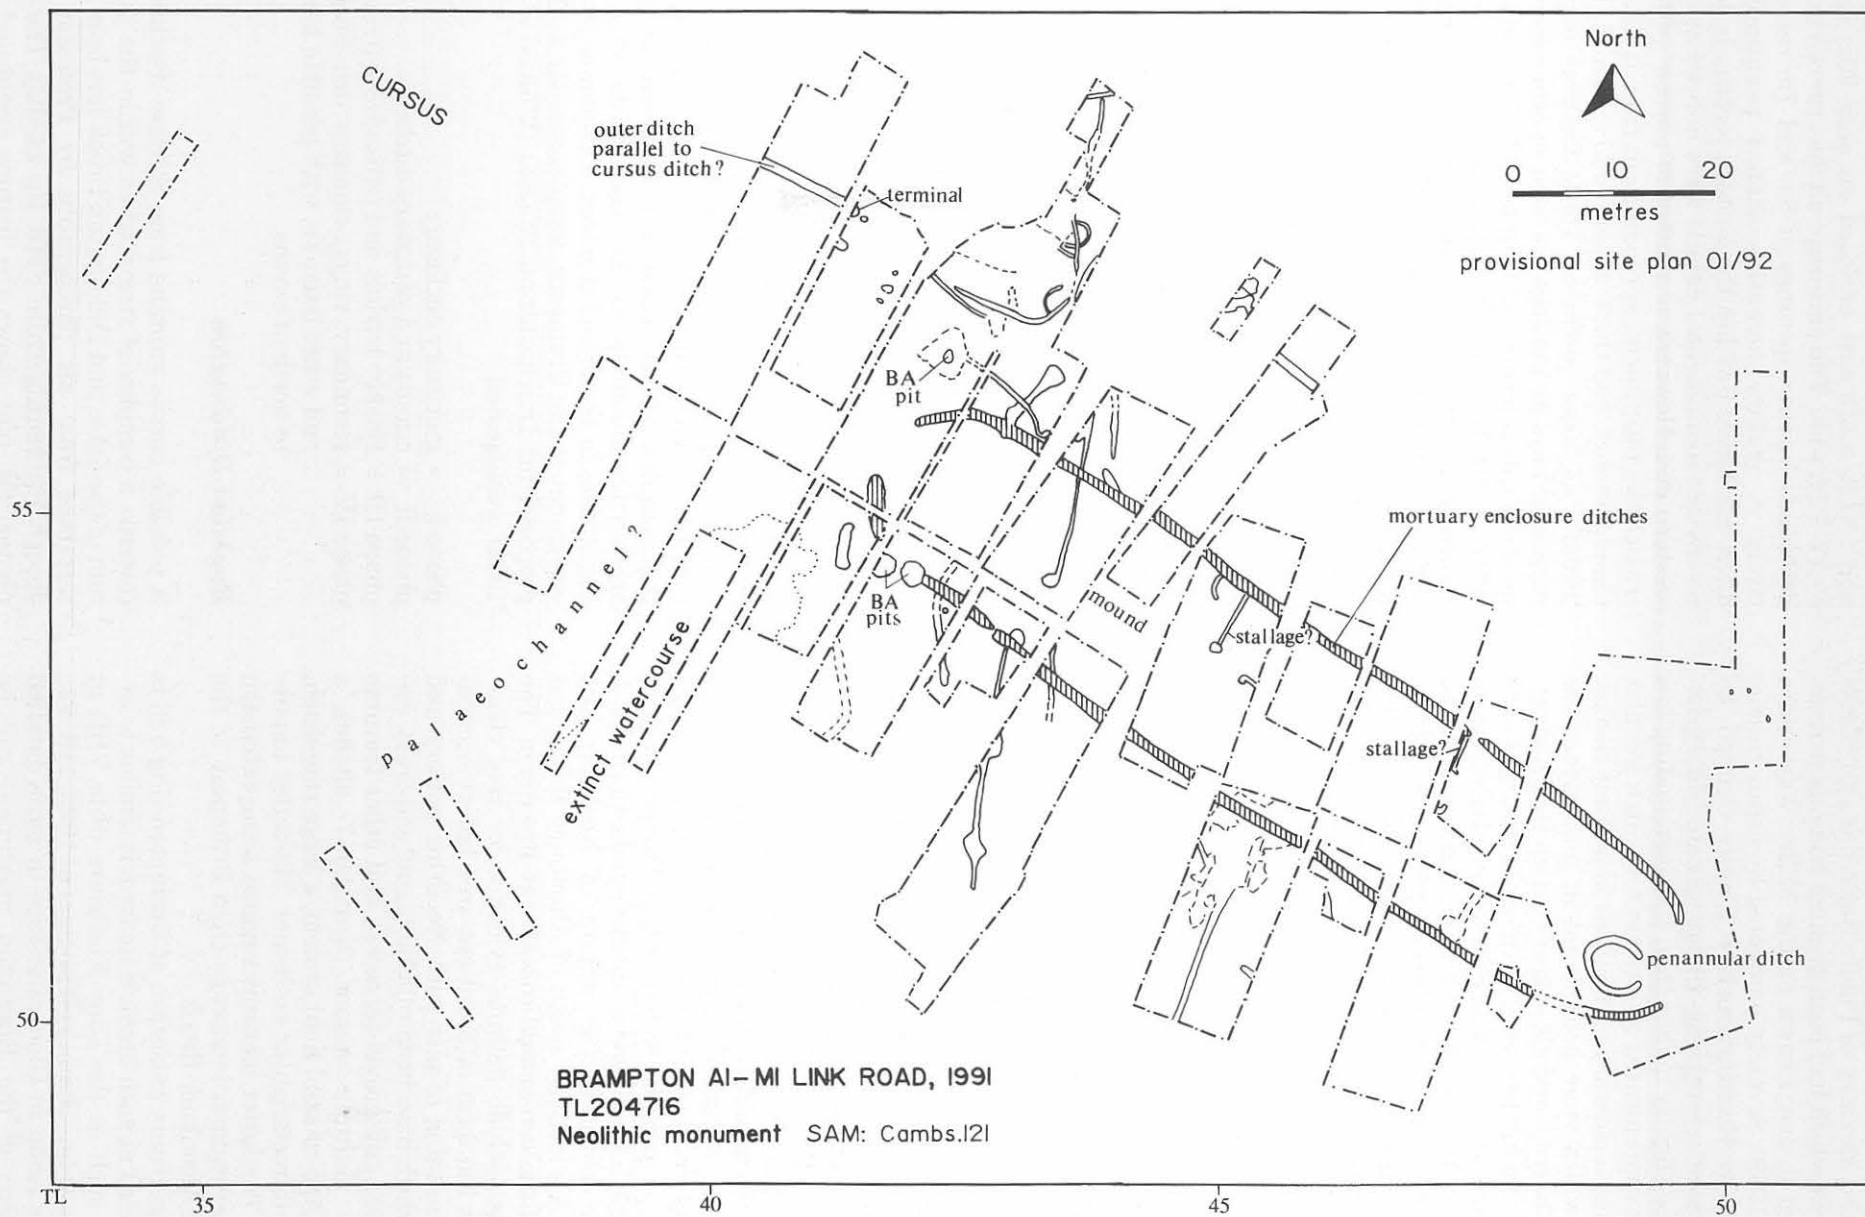 North
CURSUS
outer ditch
parallel to
cursus ditch?
terminal
0 10 20
metres
provisional site plan 01/92
BA
pit
55
mortuary enclosure ditches
palaeochannel?
BA
pits
mound
stallage?
extinct watercourse
stallage?
penannular ditch
50
BRAMPTON A1-M1 LINK ROAD, 1991
TL204716
Neolithic monument SAM: Cambs.121
TL 35 40 45 50